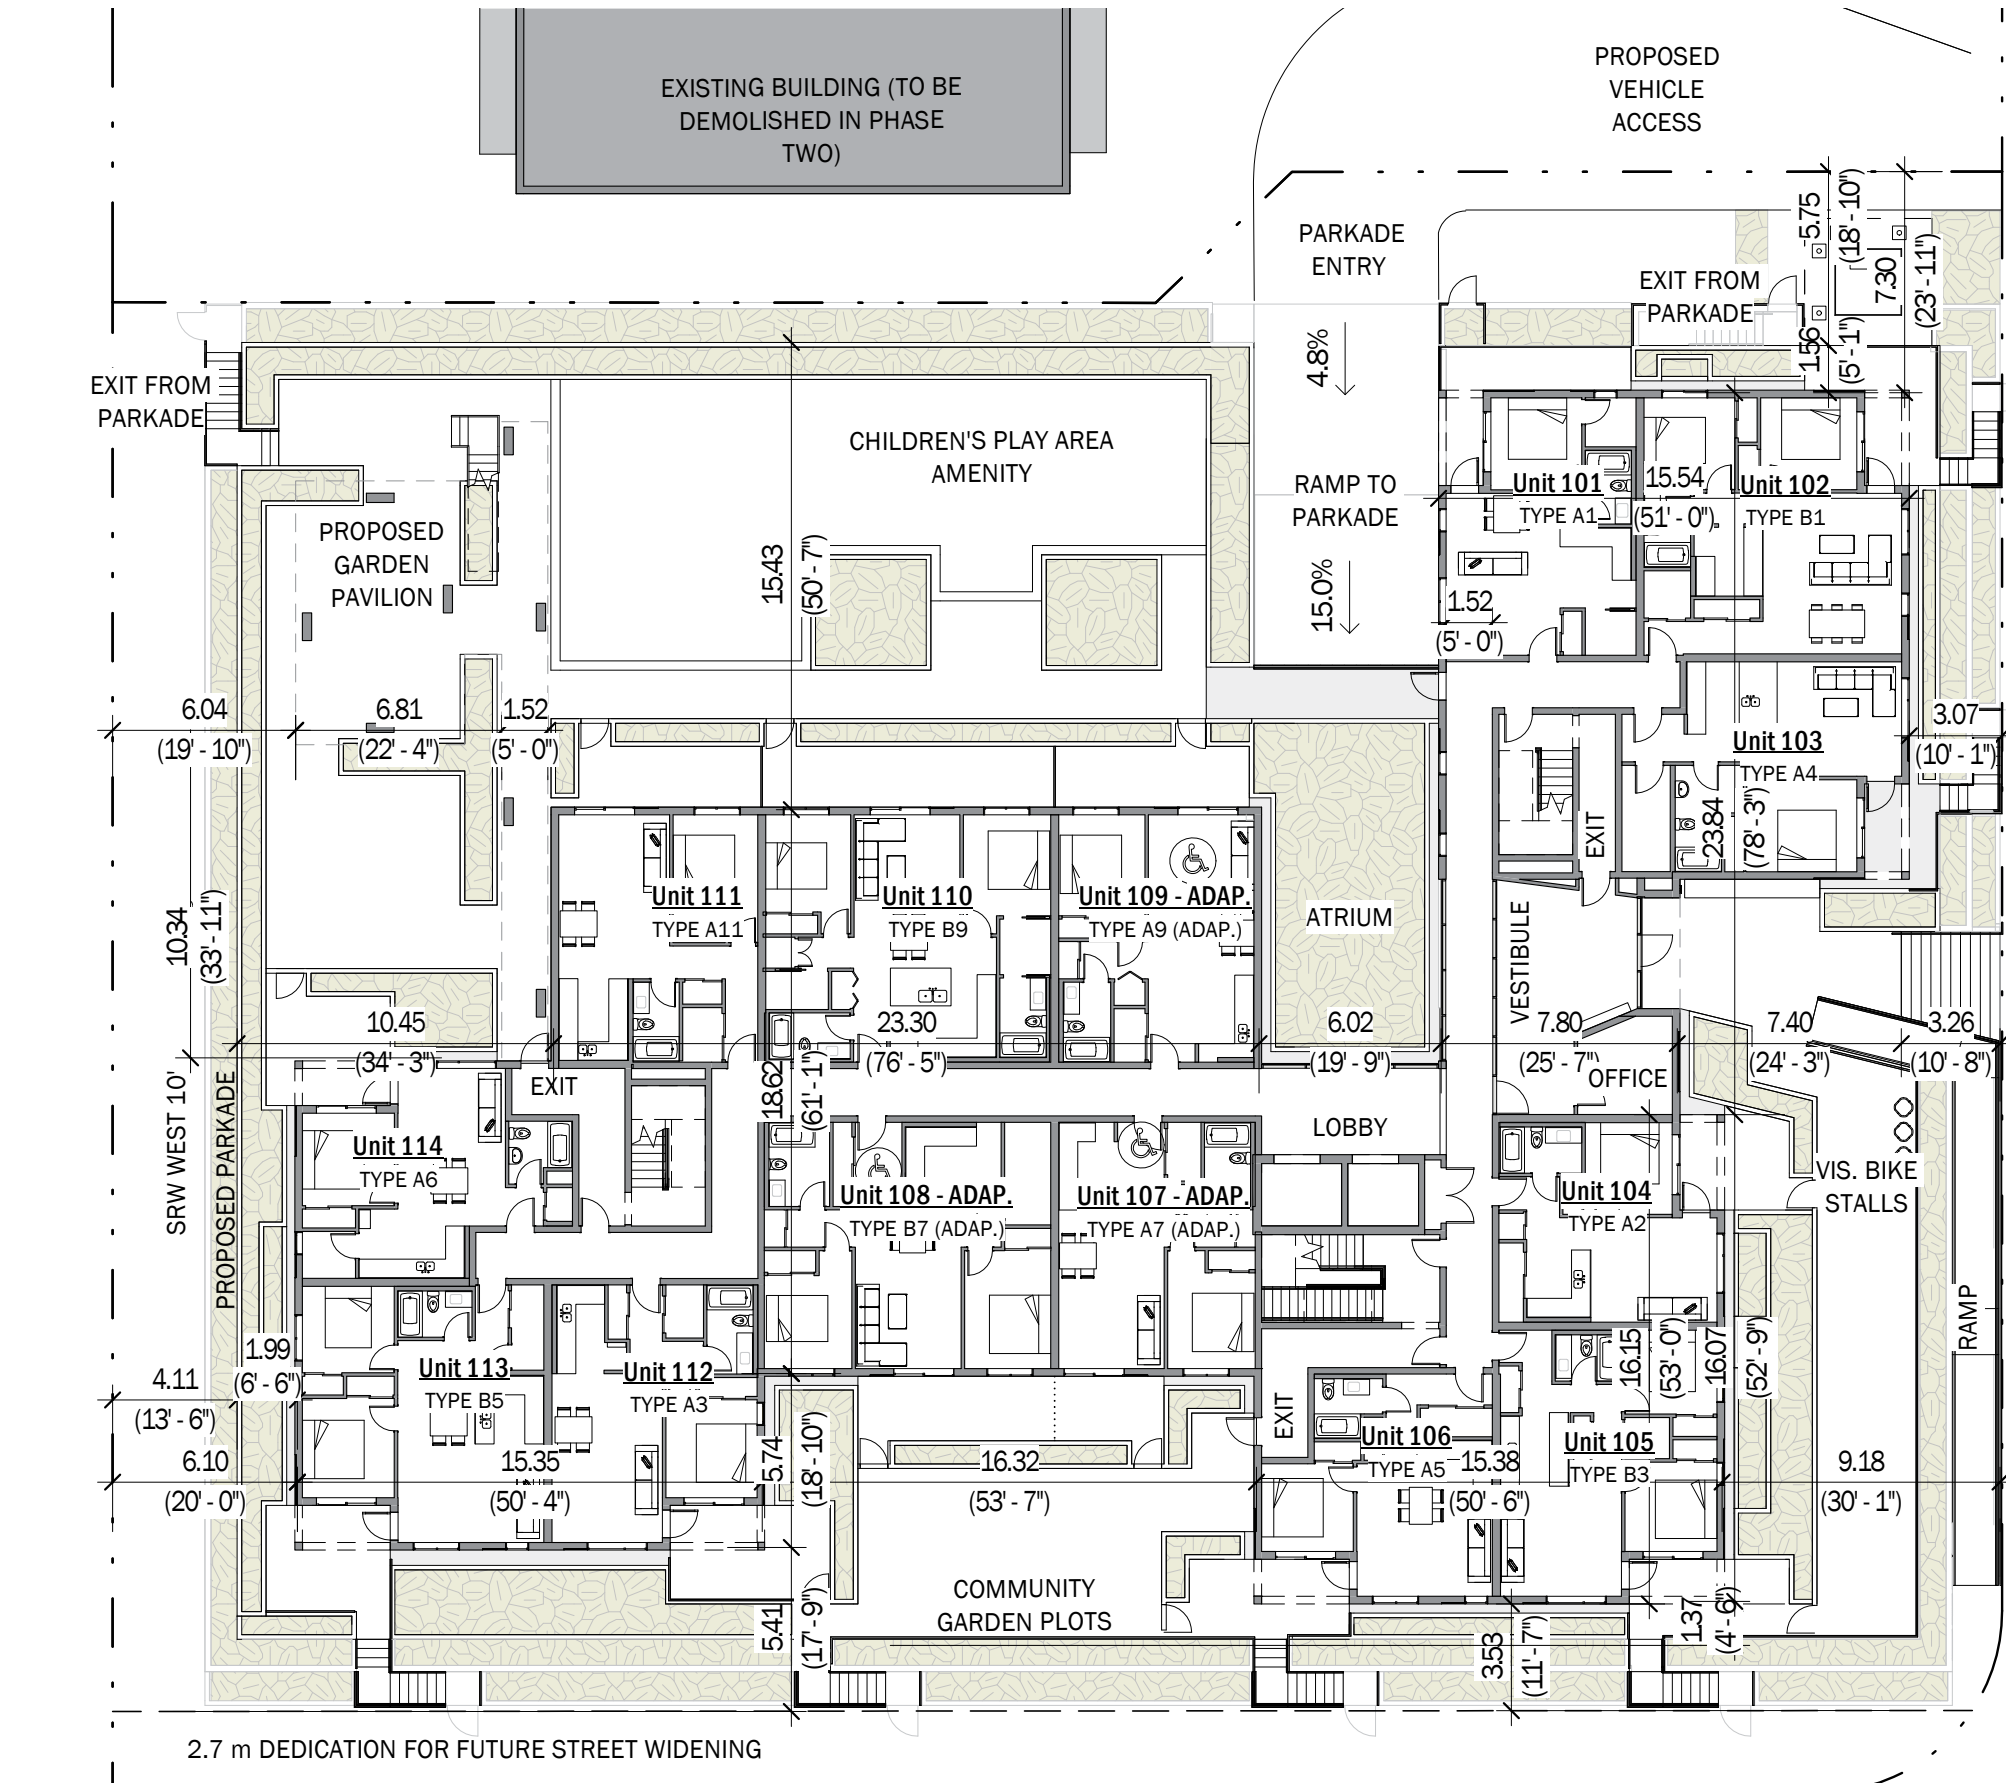 EXISTING BUILDING (TO BE
DEMOLISHED IN PHASE
TWO)
PROPOSED
VEHICLE
ACCESS
PARKADE
ENTRY
EXIT FROM
PARKADE
5.75
(18' - 10")
7.30
(23' - 11")
1.56
(5' - 1")
4.8%
EXIT FROM
PARKADE
CHILDREN'S PLAY AREA
AMENITY
RAMP TO
PARKADE
15.0%
Unit 101
TYPE A1
15.54
(51' - 0")
Unit 102
TYPE B1
PROPOSED
GARDEN
PAVILION
15.43
(50' - 7")
1.52
(5' - 0")
6.04
(19' - 10")
6.81
(22' - 4")
1.52
(5' - 0")
3.07
(10' - 1")
Unit 103
TYPE A4
23.84
(78' - 3")
EXIT
Unit 111
TYPE A11
Unit 110
TYPE B9
Unit 109 - ADAP.
TYPE A9 (ADAP.)
ATRIUM
VESTIBULE
10.34
(33' - 11")
10.45
(34' - 3")
23.30
(76' - 5")
6.02
(19' - 9")
7.80
(25' - 7")
7.40
(24' - 3")
3.26
(10' - 8")
OFFICE
EXIT
18.62
(61' - 1")
LOBBY
SRW WEST 10'
PROPOSED PARKADE
Unit 114
TYPE A6
Unit 108 - ADAP.
TYPE B7 (ADAP.)
Unit 107 - ADAP.
TYPE A7 (ADAP.)
Unit 104
TYPE A2
VIS. BIKE
STALLS
RAMP
1.99
(6' - 6")
4.11
(13' - 6")
Unit 113
TYPE B5
Unit 112
TYPE A3
16.15
(53' - 0")
16.07
(52' - 9")
EXIT
Unit 106
TYPE A5
Unit 105
TYPE B3
6.10
(20' - 0")
15.35
(50' - 4")
5.74
(18' - 10")
16.32
(53' - 7")
15.38
(50' - 6")
9.18
(30' - 1")
COMMUNITY
GARDEN PLOTS
5.41
(17' - 9")
3.53
(11' - 7")
1.37
(4' - 6")
2.7 m DEDICATION FOR FUTURE STREET WIDENING